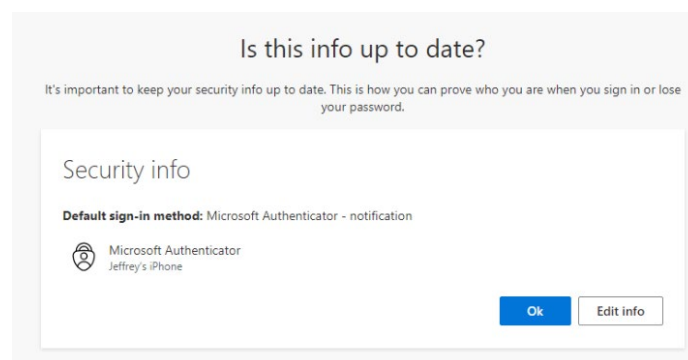 Is this info up to date?
It's important to keep your security info up to date. This is how you can prove who you are when you sign in or lose
your password.
Security info
Default sign-in method: Microsoft Authenticator - notification
Microsoft Authenticator
Jeffrey's iPhone
Ok
Edit info